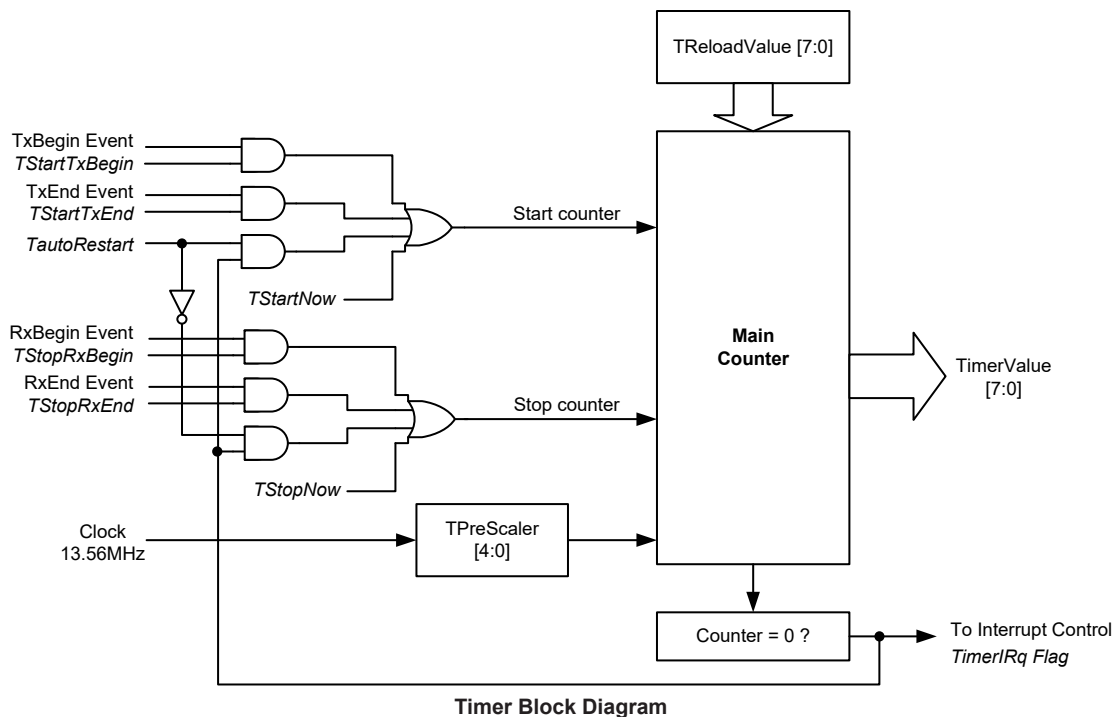 TReloadValue [7:0]
TxBegin Event
TStartTxBegin
TxEnd Event
TStartTxEnd
TautoRestart
Start counter
TStartNow
RxBegin Event
TStopRxBegin
RxEnd Event
TStopRxEnd
Stop counter
TStopNow
Main
Counter
TimerValue
[7:0]
Clock
13.56MHz
TPreScaler
[4:0]
Counter = 0 ?
To Interrupt Control
TimerIRq Flag
Timer Block Diagram